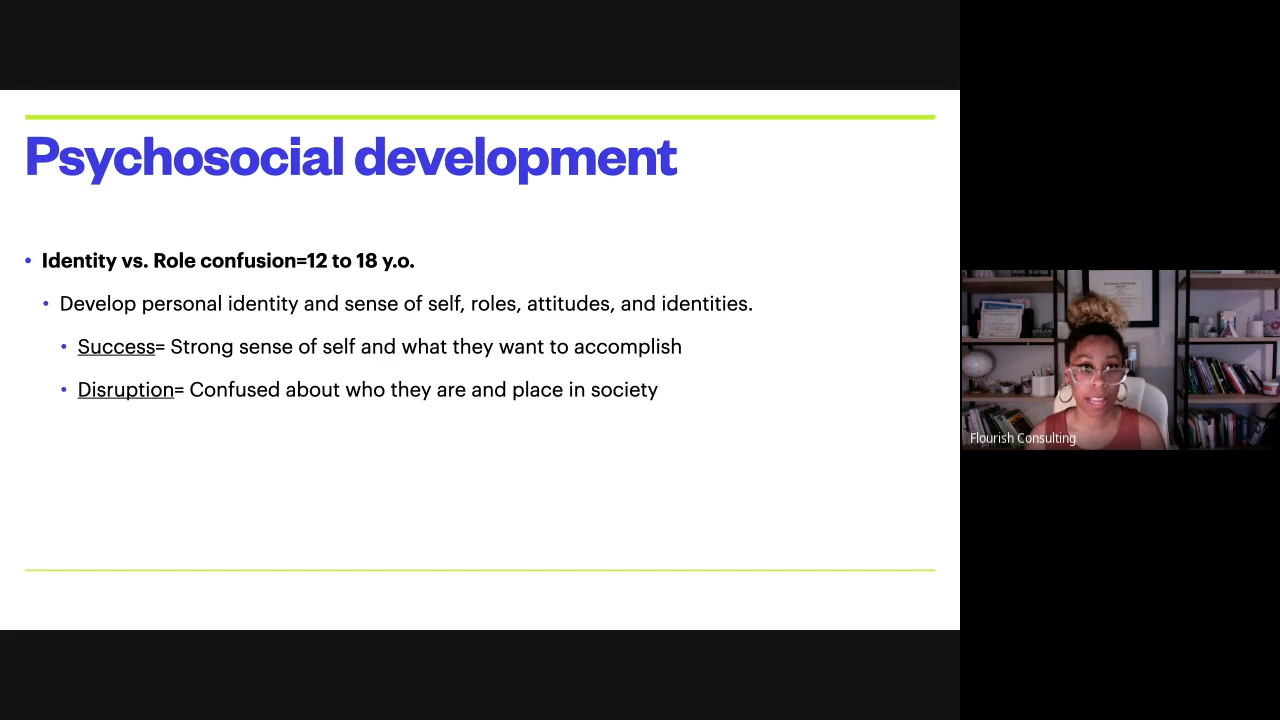 Psychosocial development
• Identity vs. Role confusion=12 to 18 y.o.
• Develop personal identity and sense of self, roles, attitudes, and identities.
• Success= Strong sense of self and what they want to accomplish
• Disruption= Confused about who they are and place in society
Flourish Consulting